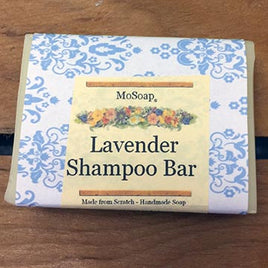 MoSoap®
Lavender
Shampoo Bar
Made from Scratch - Handmade Soap